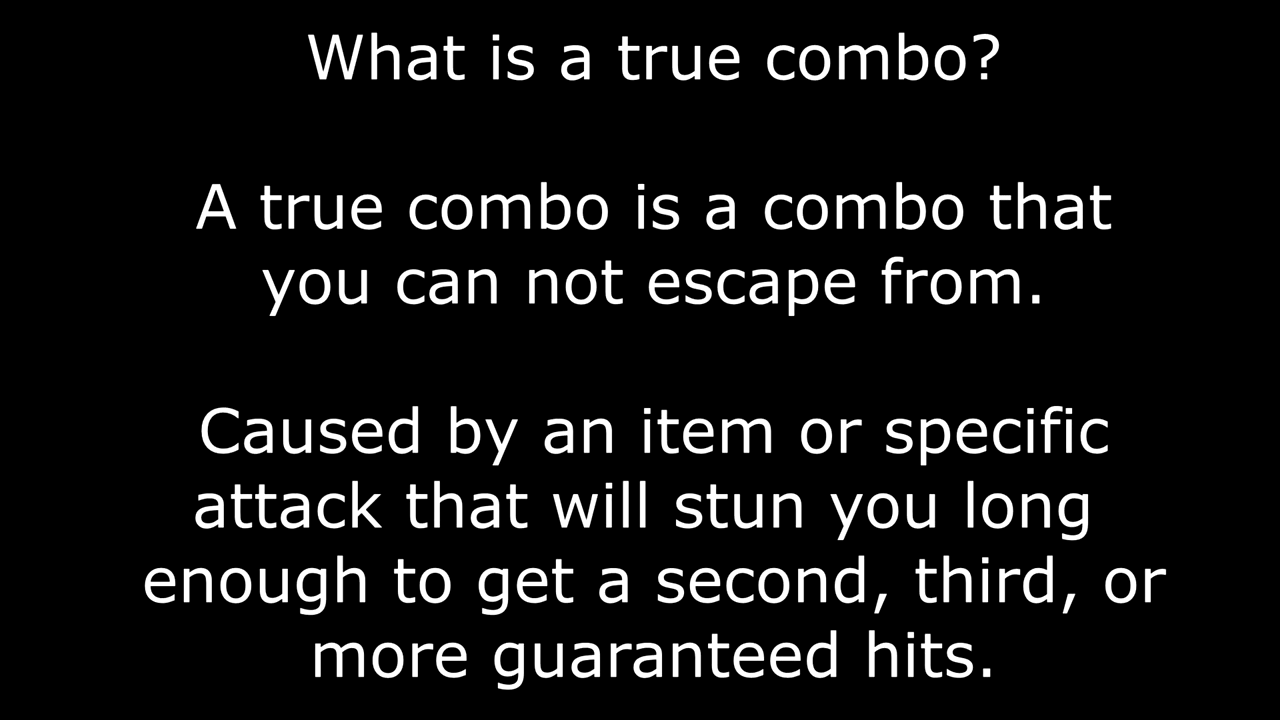 What is a true combo?
A true combo is a combo that
you can not escape from.
Caused by an item or specific
attack that will stun you long
enough to get a second, third, or
more guaranteed hits.